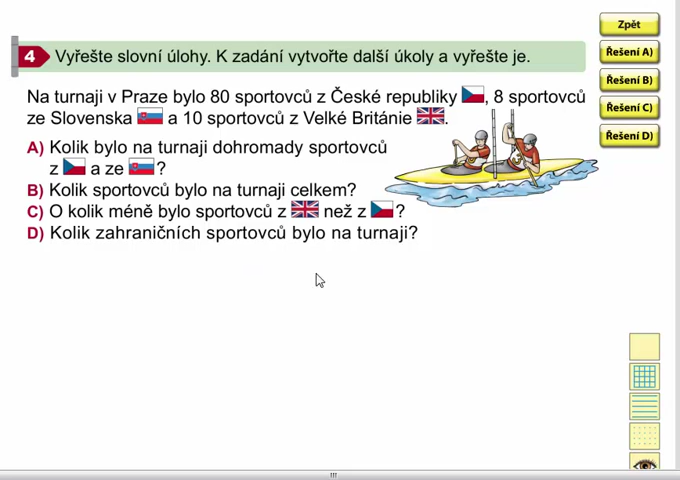 Zpět
4 Vyřešte slovní úlohy. K zadání vytvořte další úkoly a vyřešte je.
Řešení A)
Řešení B)
Řešení C)
Řešení D)
Na turnaji v Praze bylo 80 sportovců z České republiky , 8 sportovců
ze Slovenska a 10 sportovců z Velké Británie .
A) Kolik bylo na turnaji dohromady sportovců
z a ze ?
B) Kolik sportovců bylo na turnaji celkem?
C) O kolik méně bylo sportovců z než z ?
D) Kolik zahraničních sportovců bylo na turnaji?